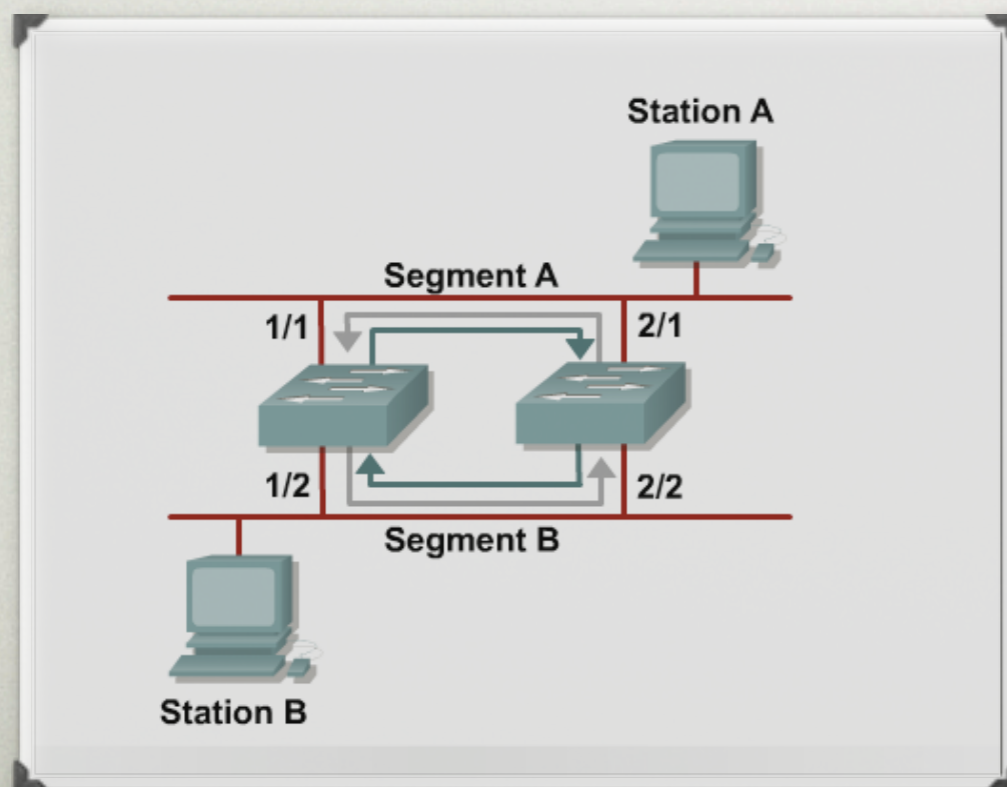 Station A
Segment A
1/1
2/1
1/2
2/2
Segment B
Station B